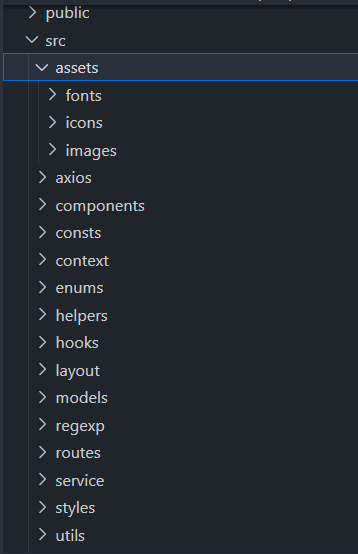 public
src
assets
fonts
icons
images
axios
components
consts
context
enums
helpers
hooks
layout
models
regexp
routes
service
styles
utils